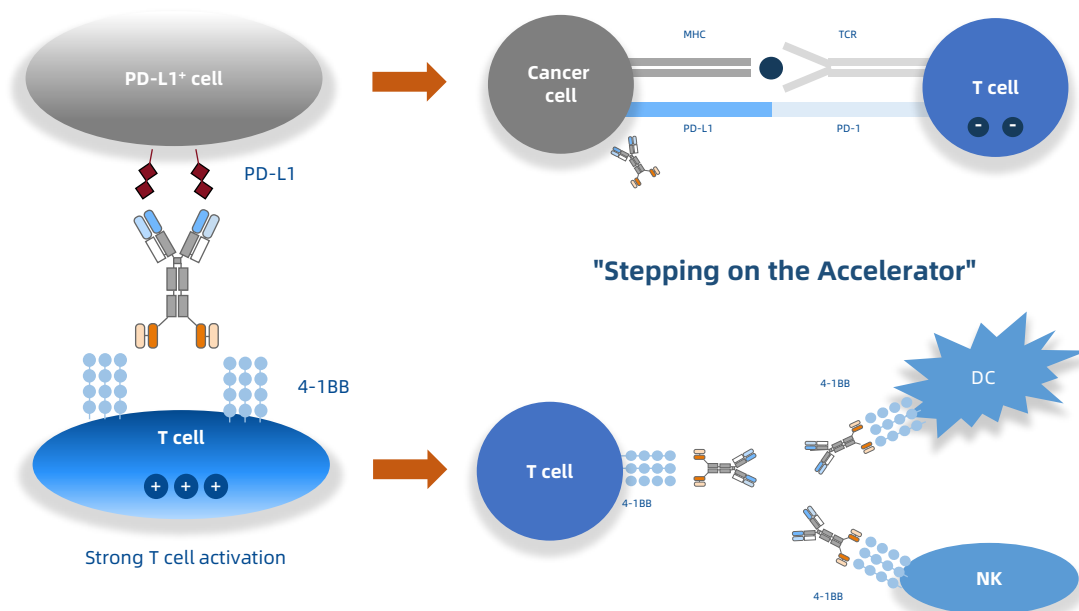 PD-L1⁺ cell
PD-L1
4-1BB
T cell
+ + +
Strong T cell activation
MHC
TCR
Cancer
cell
T cell
- -
PD-L1
PD-1
"Stepping on the Accelerator"
T cell
4-1BB
4-1BB
DC
4-1BB
NK